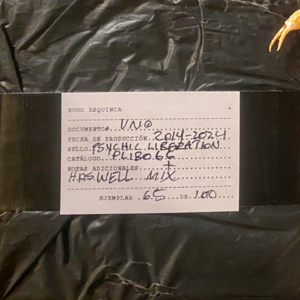 HUGO ESQUINCA +
DOCUMENTO#...UNO
FECHA DE PRODUCCIÓN.2014-2024
SELLO.PSYCHIC LIBERATION
CATÁLOGO...PLIB066
NOTAS ADICIONALES +
HASWELL MIX
EJEMPLAR 65 DE 100